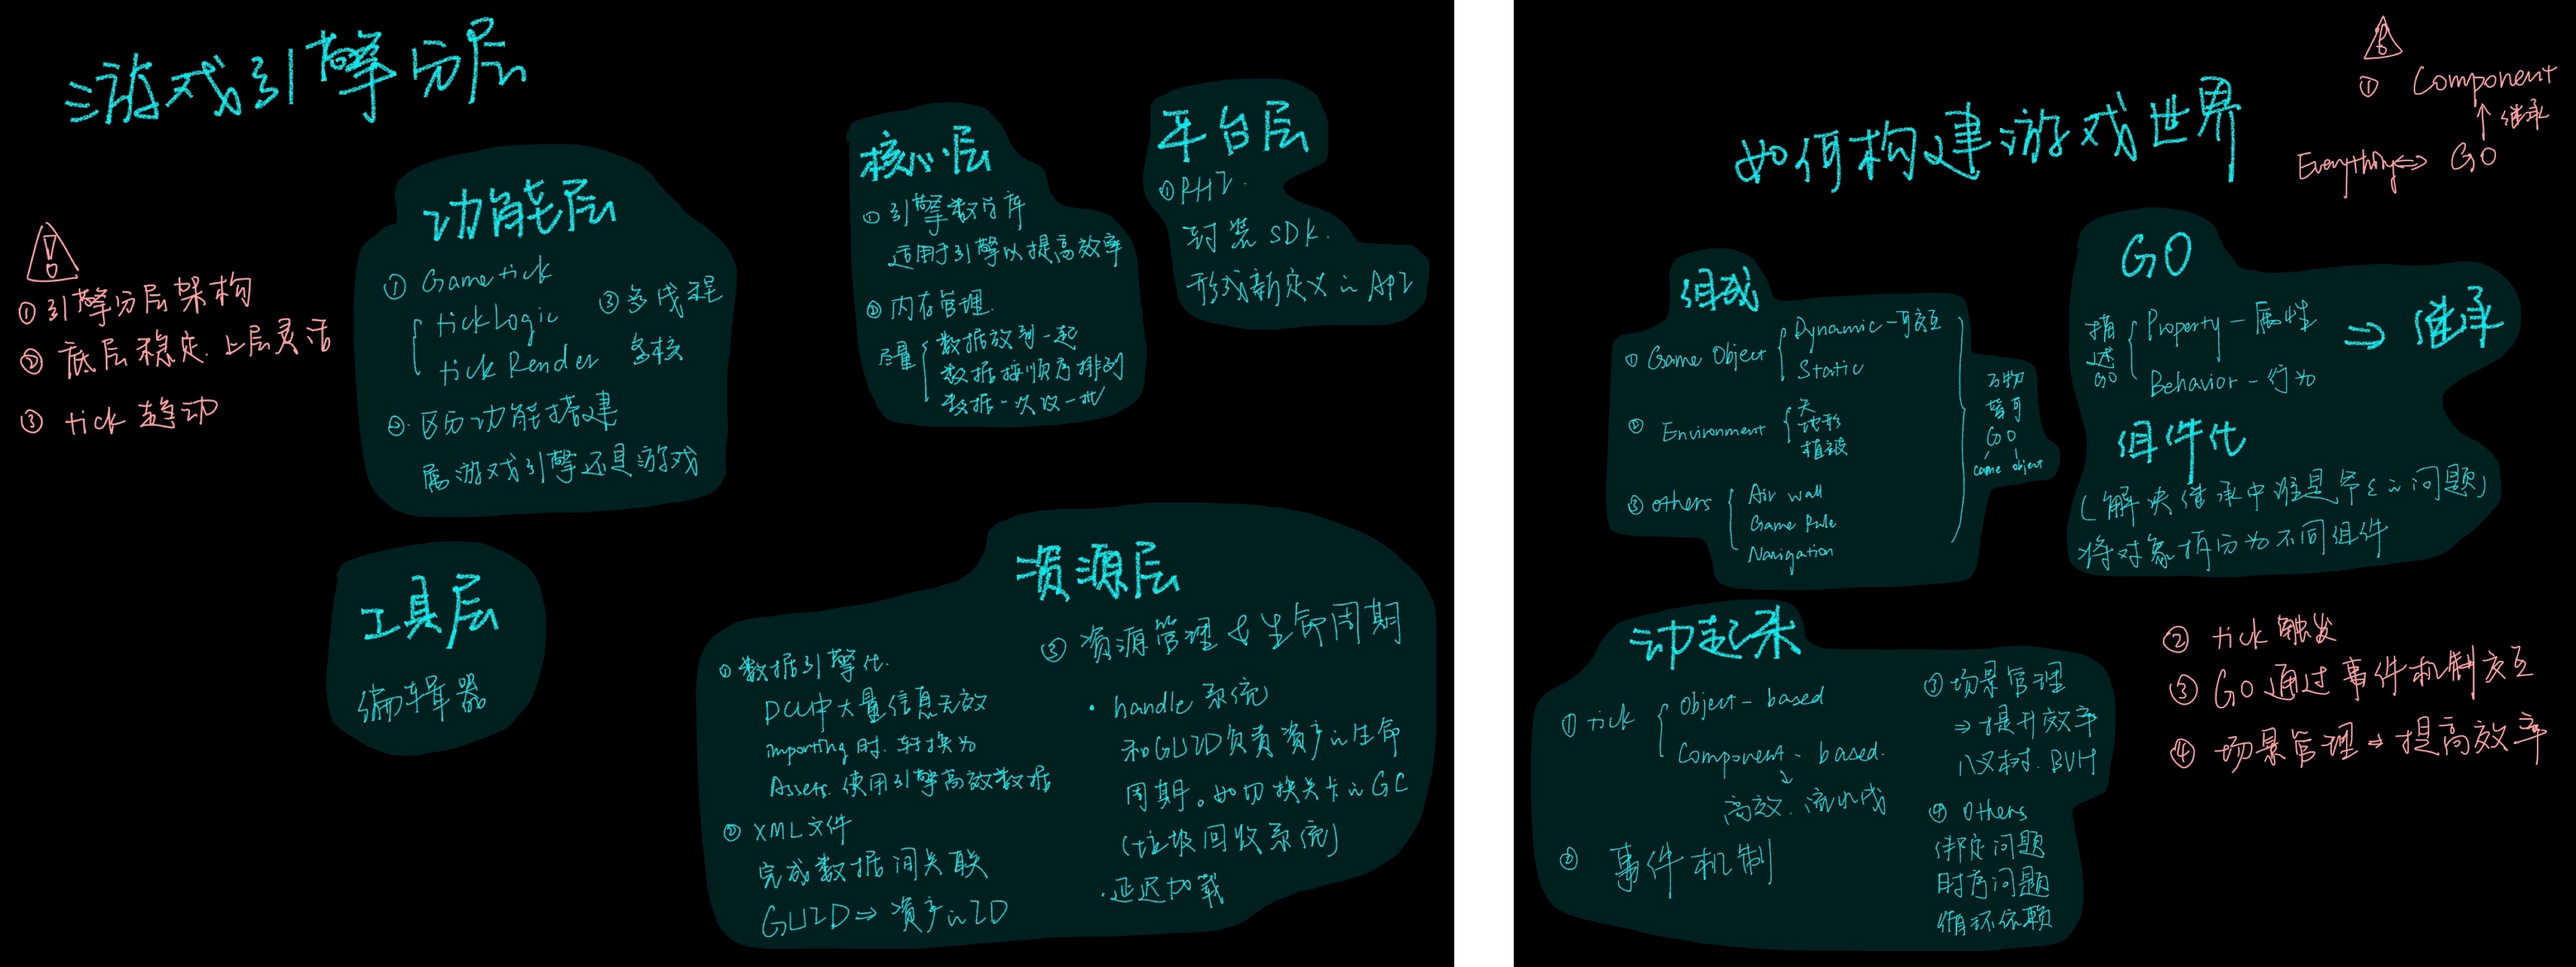 游戏引擎分层
①引擎分层架构
②底层稳定.上层灵活
③ tick 趋动
功能层
① Game tick
tick Logic
tick Render
③多线程
多核
②区分功能搭建
属游戏引擎还是游戏
核心层
①引擎数学库
适用于引擎以提高效率
②内存管理.
尽量
数据放到一起
数据按顺序排列
数据一次改一批
平台层
①RHI.
封装 SDK.
形成新定义的API
工具层
编辑器
资源层
①数据引擎化.
DCC中大量信息无效
importing 时.转换为
Assets.使用引擎高效数据
②XML文件
完成数据间关联
GUID⇒资产的ID
③资源管理&生命周期
·handle 系统
和GUID负责资产的生命
周期。如切换关卡的GC
(垃圾回收系统)
·延迟加载
如何构建游戏世界
① Component
↑继承
Everything⇔ GO
组成
① Game Object
Dynamic-可交互
Static
② Environment
天
地形
植被
③ others
Air wall
Game Rule
Navigation
万物
皆可
GO
Game object
GO
描述GO
Property-属性
Behavior-行为
⇒ 继承
组件化
(解决继承中谁是爷爷的问题)
将对象拆分为不同组件
动起来
① tick
Object-based
Component-based.
高效.流水线
② 事件机制
③场景管理
⇒提升效率
八叉树.BVH
④ Others
绑定问题
时序问题
循环依赖
② tick 触发
③ GO通过事件机制交互
④ 场景管理⇒提高效率